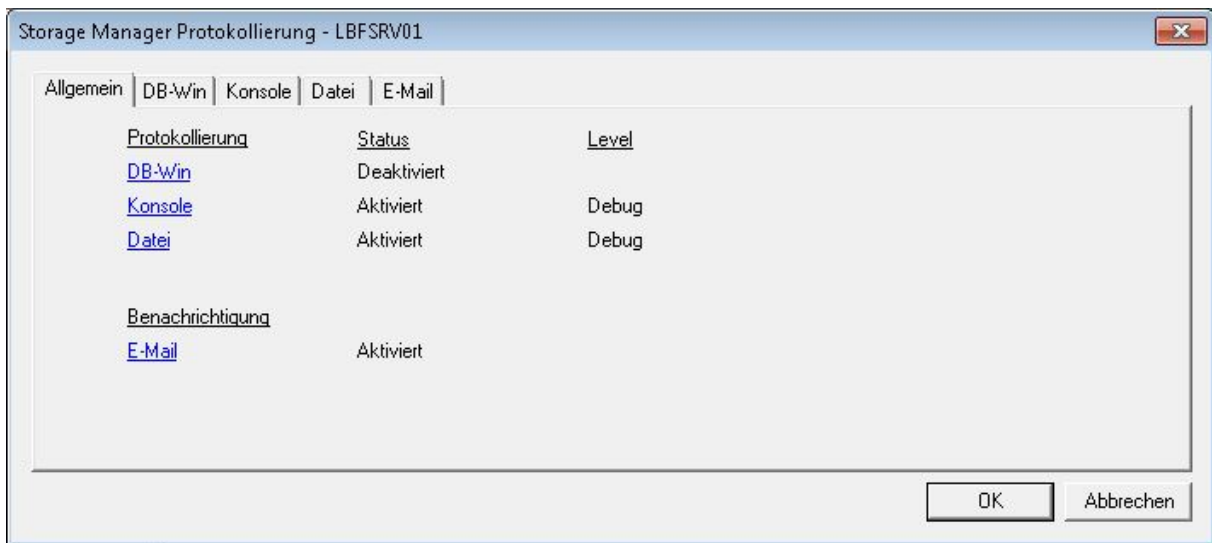 Storage Manager Protokollierung - LBFSRV01
Allgemein DB-Win Konsole Datei E-Mail
Protokollierung Status Level
DB-Win Deaktiviert
Konsole Aktiviert Debug
Datei Aktiviert Debug
Benachrichtigung
E-Mail Aktiviert
OK Abbrechen